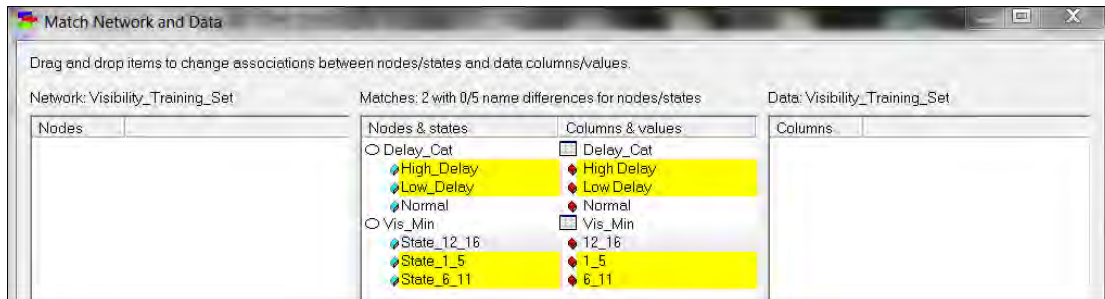 Match Network and Data
Drag and drop items to change associations between nodes/states and data columns/values.
Network: Visibility_Training_Set Matches: 2 with 0/5 name differences for nodes/states Data: Visibility_Training_Set
Nodes Nodes & states Columns & values Columns
Delay_Cat Delay_Cat
High_Delay High Delay
Low_Delay Low Delay
Normal Normal
Vis_Min Vis_Min
State_12_16 12_16
State_1_5 1_5
State_6_11 6_11